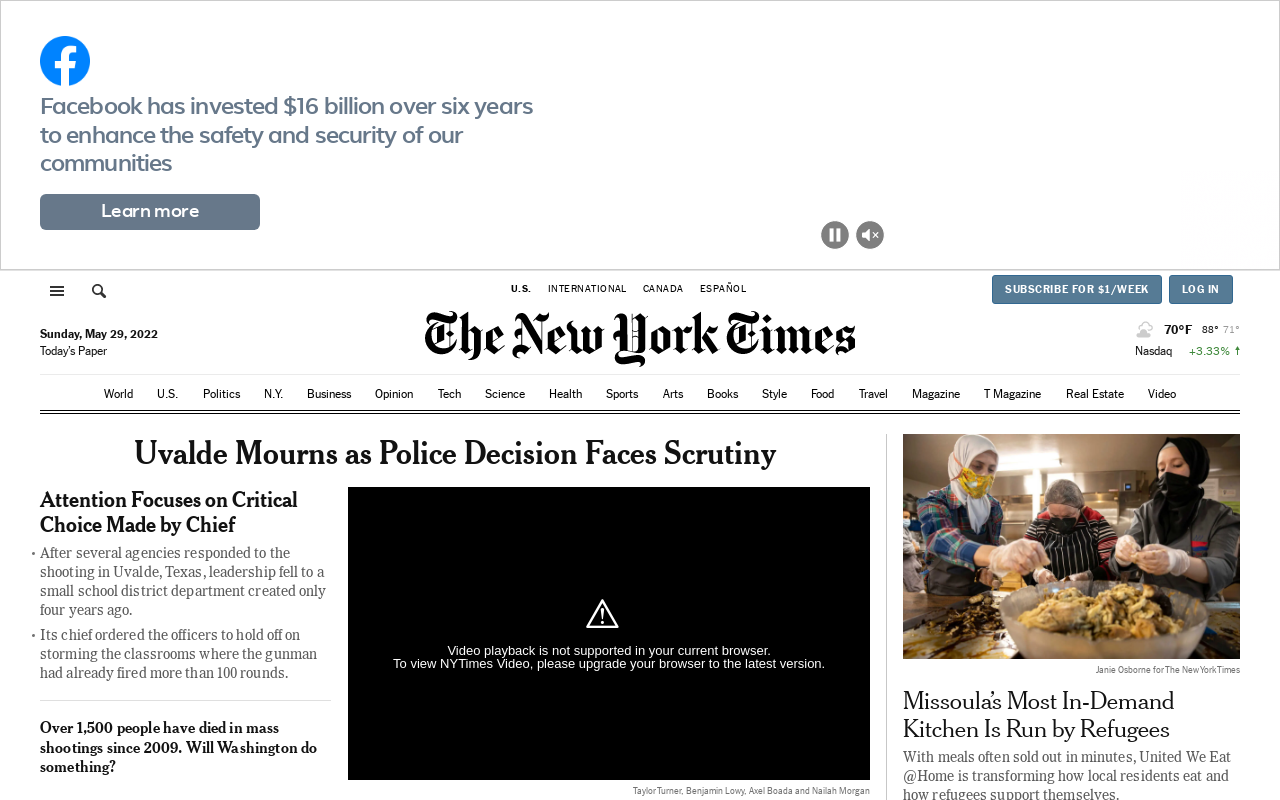 Facebook has invested $16 billion over six years
to enhance the safety and security of our
communities
Learn more
U.S. INTERNATIONAL CANADA ESPAÑOL
SUBSCRIBE FOR $1/WEEK LOG IN
Sunday, May 29, 2022
Today's Paper
The New York Times
70°F 88° 71°
Nasdaq +3.33%
World U.S. Politics N.Y. Business Opinion Tech Science Health Sports Arts Books Style Food Travel Magazine T Magazine Real Estate Video
Uvalde Mourns as Police Decision Faces Scrutiny
Attention Focuses on Critical
Choice Made by Chief
• After several agencies responded to the
shooting in Uvalde, Texas, leadership fell to a
small school district department created only
four years ago.
• Its chief ordered the officers to hold off on
storming the classrooms where the gunman
had already fired more than 100 rounds.
Over 1,500 people have died in mass
shootings since 2009. Will Washington do
something?
Video playback is not supported in your current browser.
To view NYTimes Video, please upgrade your browser to the latest version.
Taylor Turner, Benjamin Lowy, Axel Boada and Nailah Morgan
Janie Osborne for The New York Times
Missoula's Most In-Demand
Kitchen Is Run by Refugees
With meals often sold out in minutes, United We Eat
@Home is transforming how local residents eat and
how refugees support themselves.